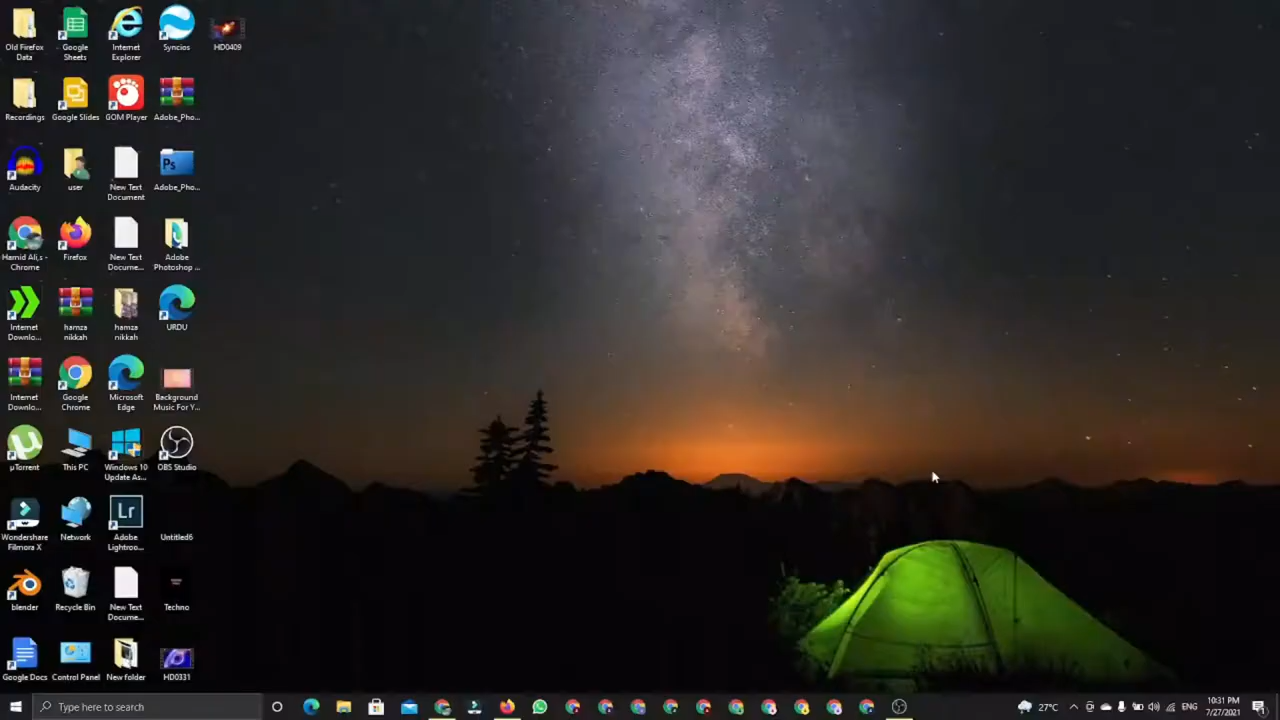 Old Firefox
Data
Google
Sheets
Internet
Explorer
Syncios
HD0409
Recordings
Google Slides
GOM Player
Adobe_Pho...
Audacity
user
New Text
Document
Adobe_Pho...
Hamid Ali,s -
Chrome
Firefox
New Text
Docume...
Adobe
Photoshop ...
Internet
Downlo...
hamza
nikkah
hamza
nikkah
URDU
Internet
Downlo...
Google
Chrome
Microsoft
Edge
Background
Music For Y...
µTorrent
This PC
Windows 10
Update As...
OBS Studio
Wondershare
Filmora X
Network
Lr
Adobe
Lightroo...
Untitled6
blender
Recycle Bin
New Text
Docume...
Techno
Google Docs
Control Panel
New folder
HD0331
Ps
Type here to search
27°C
10:31 PM
7/27/2021